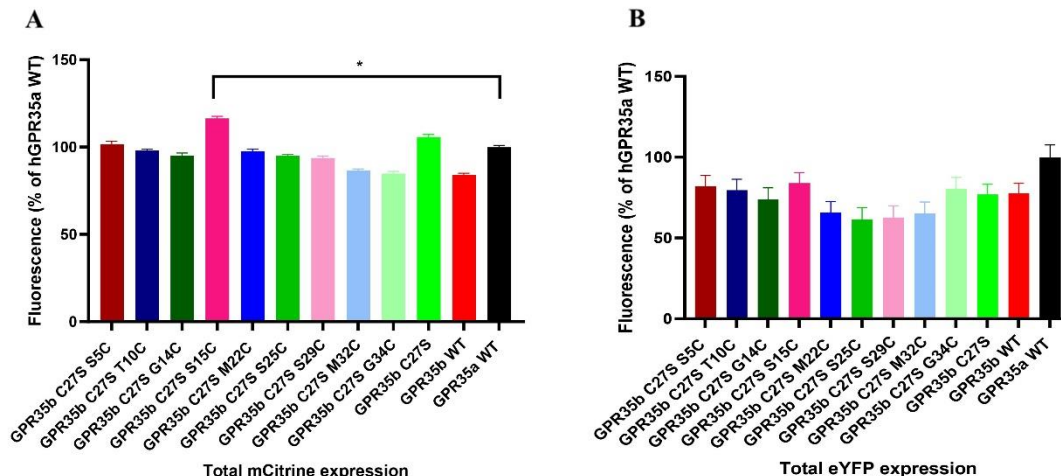 A
Fluorescence (% of hGPR35a WT)
150
100
50
0
*
GPR35b C27S S5C
GPR35b C27S T10C
GPR35b C27S G14C
GPR35b C27S S15C
GPR35b C27S M22C
GPR35b C27S S25C
GPR35b C27S S29C
GPR35b C27S M32C
GPR35b C27S G34C
GPR35b C27S
GPR35b WT
GPR35a WT
Total mCitrine expression
B
Fluorescence (% of hGPR35a WT)
150
100
50
0
GPR35b C27S S5C
GPR35b C27S T10C
GPR35b C27S G14C
GPR35b C27S S15C
GPR35b C27S M22C
GPR35b C27S S25C
GPR35b C27S S29C
GPR35b C27S M32C
GPR35b C27S G34C
GPR35b C27S
GPR35b WT
GPR35a WT
Total eYFP expression